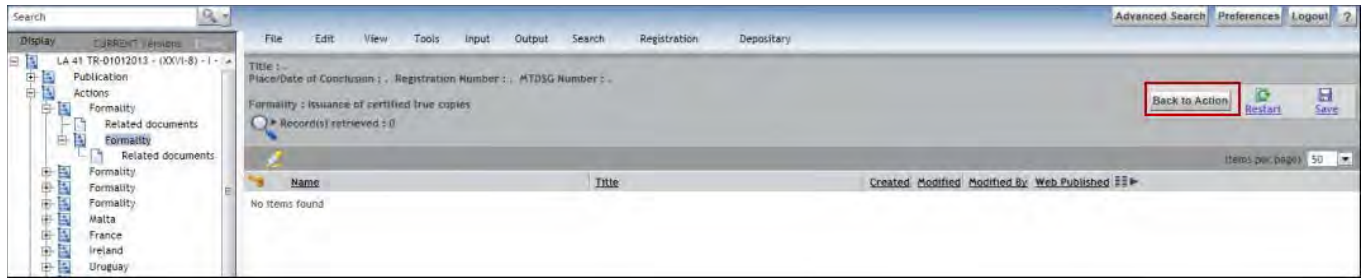 Search
Advanced Search Preferences Logout ?
Display CURRENT Versions
File Edit View Tools Input Output Search Registration Depositary
LA 41 TR-01012013 - (XXVI-8) - I -
Publication
Actions
Formality
Related documents
Formality
Related documents
Formality
Formality
Formality
Malta
France
Ireland
Uruguay
Title : ..
Place/Date of Conclusion : , Registration Number : , MTDSG Number : ..
Formality : Issuance of certified true copies
Record(s) retrieved : 0
Back to Action
Restart
Save
Items per page) 50
Name Title Created Modified Modified By Web Published
No items found